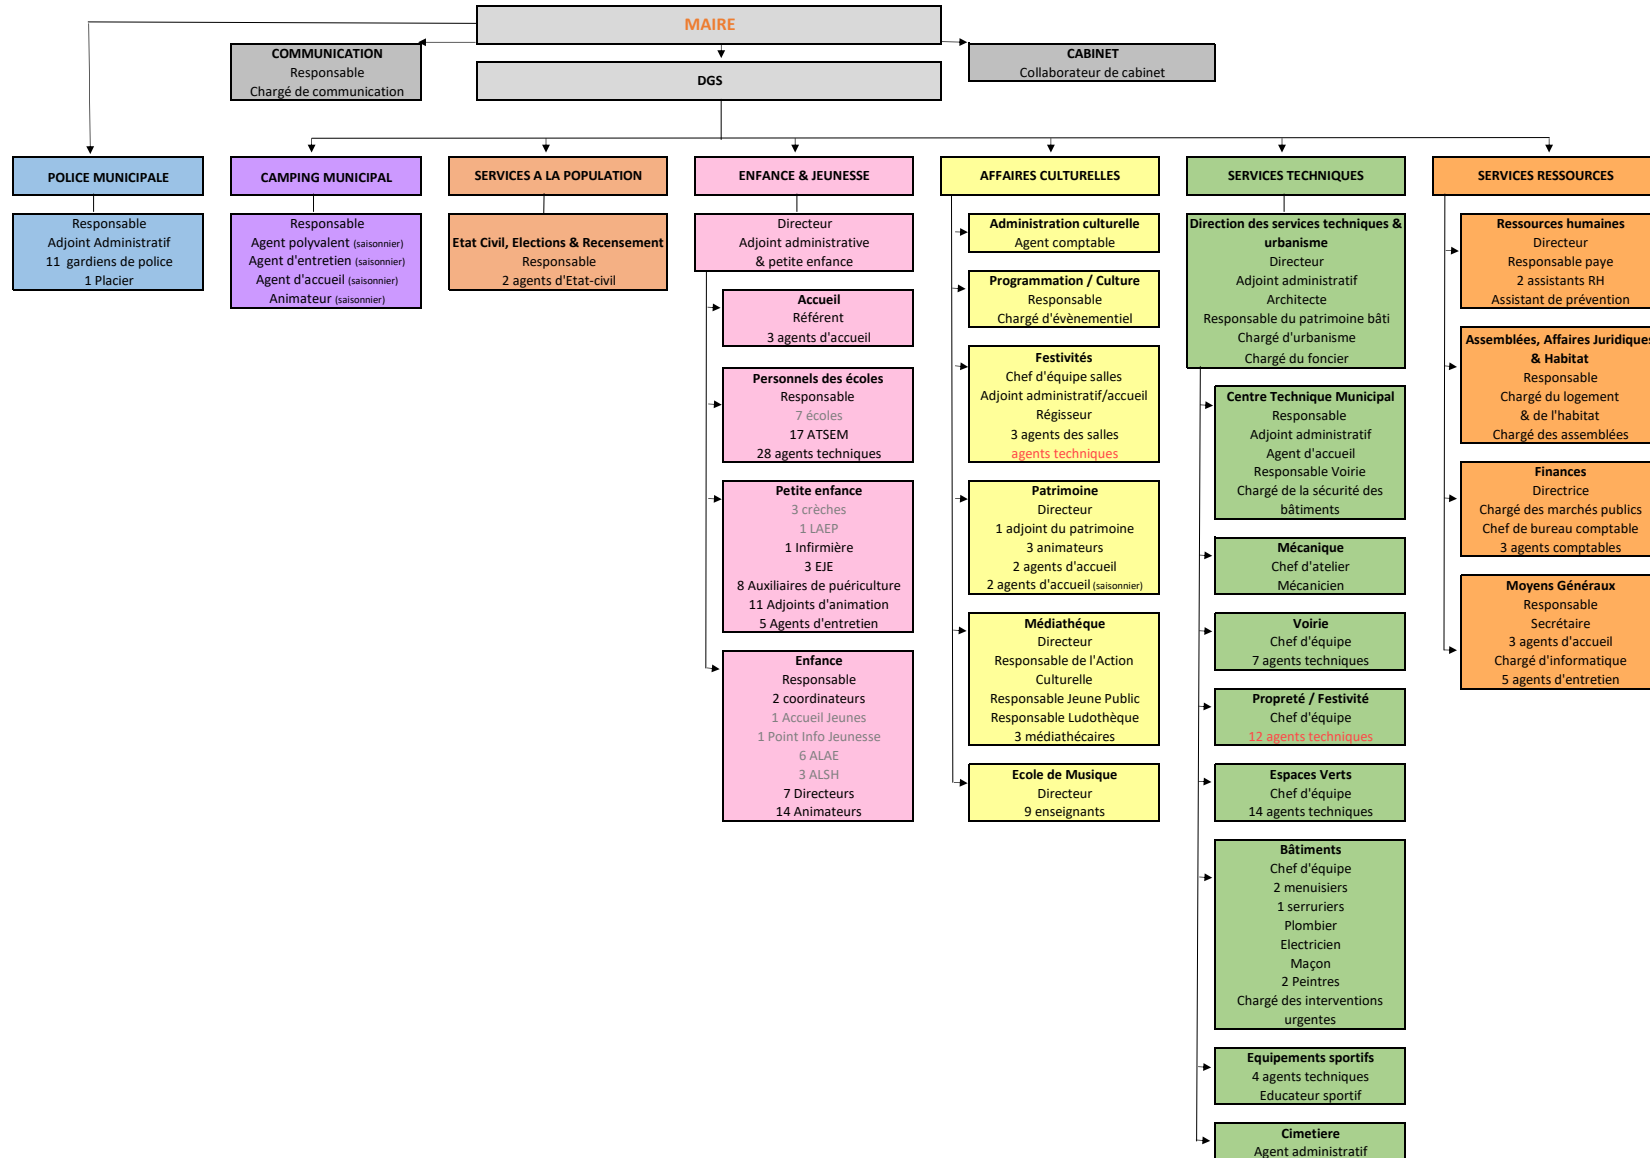 MAIRE
COMMUNICATION
Responsable
Chargé de communication
CABINET
Collaborateur de cabinet
DGS
POLICE MUNICIPALE
Responsable
Adjoint Administratif
11 gardiens de police
1 Placier
CAMPING MUNICIPAL
Responsable
Agent polyvalent (saisonnier)
Agent d'entretien (saisonnier)
Agent d'accueil (saisonnier)
Animateur (saisonnier)
SERVICES A LA POPULATION
Etat Civil, Elections & Recensement
Responsable
2 agents d'Etat-civil
ENFANCE & JEUNESSE
Directeur
Adjoint administrative
& petite enfance
Accueil
Référent
3 agents d'accueil
Personnels des écoles
Responsable
7 écoles
17 ATSEM
28 agents techniques
Petite enfance
3 crèches
1 LAEP
1 Infirmière
3 EJE
8 Auxiliaires de puériculture
11 Adjoints d'animation
5 Agents d'entretien
Enfance
Responsable
2 coordinateurs
1 Accueil Jeunes
1 Point Info Jeunesse
6 ALAE
3 ALSH
7 Directeurs
14 Animateurs
AFFAIRES CULTURELLES
Administration culturelle
Agent comptable
Programmation / Culture
Responsable
Chargé d'évènementiel
Festivités
Chef d'équipe salles
Adjoint administratif/accueil
Régisseur
3 agents des salles
agents techniques
Patrimoine
Directeur
1 adjoint du patrimoine
3 animateurs
2 agents d'accueil
2 agents d'accueil (saisonnier)
Médiathéque
Directeur
Responsable de l'Action
Culturelle
Responsable Jeune Public
Responsable Ludothèque
3 médiathécaires
Ecole de Musique
Directeur
9 enseignants
SERVICES TECHNIQUES
Direction des services techniques &
urbanisme
Directeur
Adjoint administratif
Architecte
Responsable du patrimoine bâti
Chargé d'urbanisme
Chargé du foncier
Centre Technique Municipal
Responsable
Adjoint administratif
Agent d'accueil
Responsable Voirie
Chargé de la sécurité des
bâtiments
Mécanique
Chef d'atelier
Mécanicien
Voirie
Chef d'équipe
7 agents techniques
Propreté / Festivité
Chef d'équipe
12 agents techniques
Espaces Verts
Chef d'équipe
14 agents techniques
Bâtiments
Chef d'équipe
2 menuisiers
1 serruriers
Plombier
Electricien
Maçon
2 Peintres
Chargé des interventions
urgentes
Equipements sportifs
4 agents techniques
Educateur sportif
Cimetiere
Agent administratif
SERVICES RESSOURCES
Ressources humaines
Directeur
Responsable paye
2 assistants RH
Assistant de prévention
Assemblées, Affaires Juridiques
& Habitat
Responsable
Chargé du logement
& de l'habitat
Chargé des assemblées
Finances
Directrice
Chargé des marchés publics
Chef de bureau comptable
3 agents comptables
Moyens Généraux
Responsable
Secrétaire
3 agents d'accueil
Chargé d'informatique
5 agents d'entretien